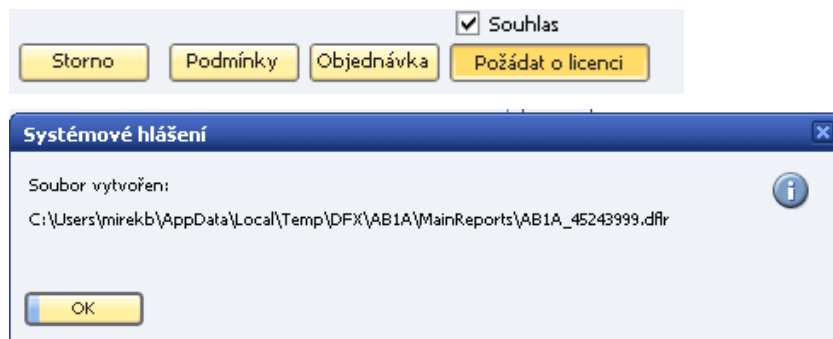 Souhlas
Storno Podmínky Objednávka Požádat o licenci
Systémové hlášení
Soubor vytvořen:
C:\Users\mirekb\AppData\Local\Temp\DFX\AB1A\MainReports\AB1A_45243999.dflr
OK